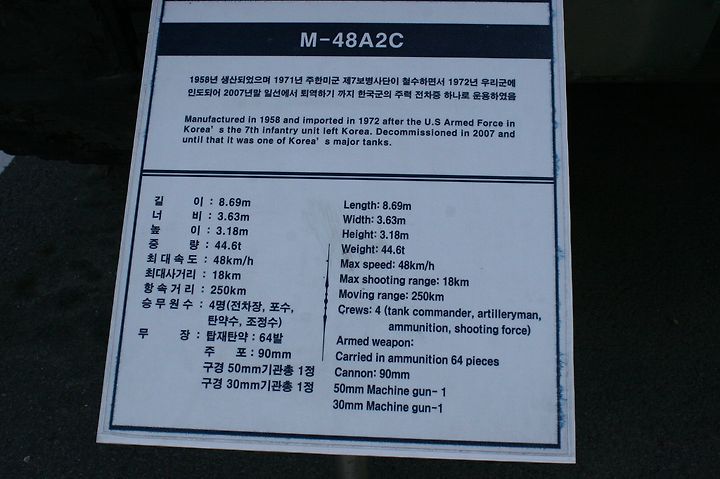 M-48A2C
1958년 생산되었으며 1971년 주한미군 제7보병사단이 철수하면서 1972년 우리군에
인도되어 2007년말 일선에서 퇴역하기 까지 한국군의 주력 전차중 하나로 운용하였음
Manufactured in 1958 and imported in 1972 after the U.S Armed Force in
Korea's the 7th infantry unit left Korea. Decommissioned in 2007 and
until that it was one of Korea's major tanks.
길 이 : 8.69m
너 비 : 3.63m
높 이 : 3.18m
중 량 : 44.6t
최대속도 : 48km/h
최대사거리 : 18km
항속거리 : 250km
승무원수 : 4명(전차장, 포수,
탄약수, 조정수)
무 장 : 탑재탄약 : 64발
주 포 : 90mm
구경 50mm기관총 1정
구경 30mm기관총 1정
Length: 8.69m
Width: 3.63m
Height: 3.18m
Weight: 44.6t
Max speed: 48km/h
Max shooting range: 18km
Moving range: 250km
Crews: 4 (tank commander, artilleryman,
ammunition, shooting force)
Armed weapon:
Carried in ammunition 64 pieces
Cannon: 90mm
50mm Machine gun- 1
30mm Machine gun-1